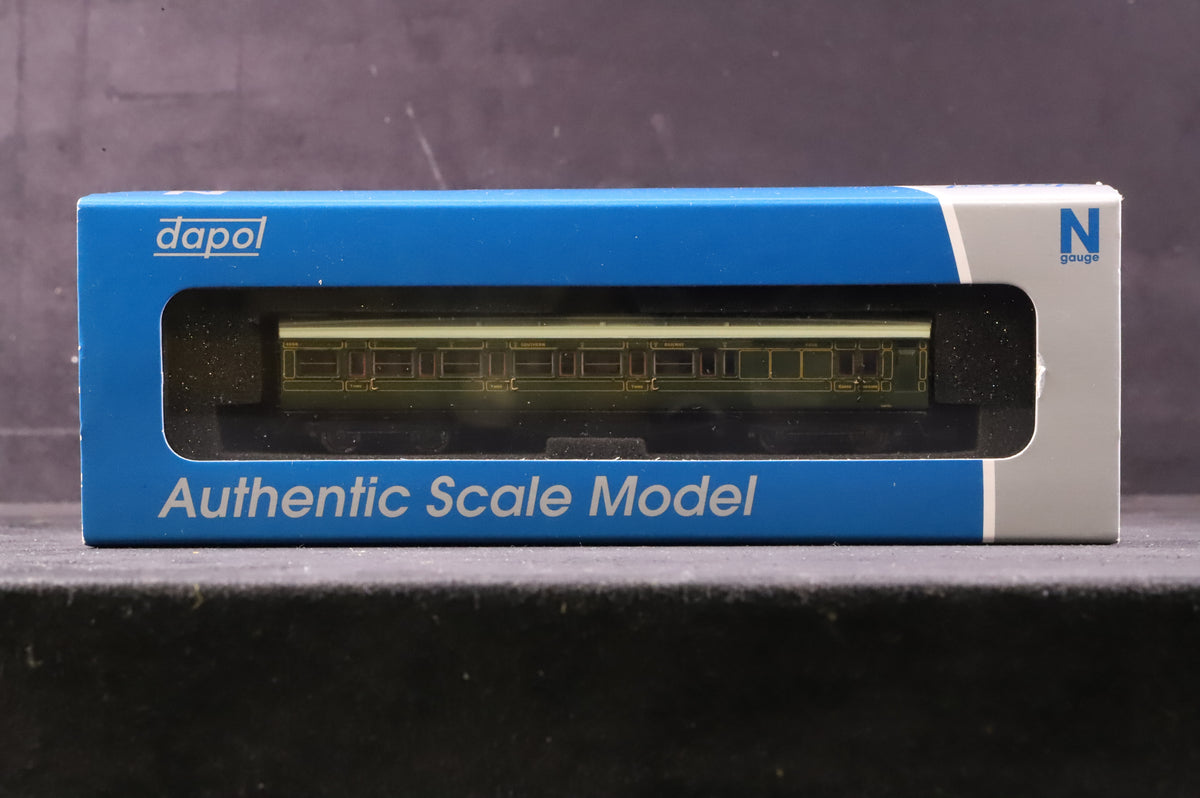 dapol
N
gauge
SOUTHERN RAILWAY
Authentic Scale Model